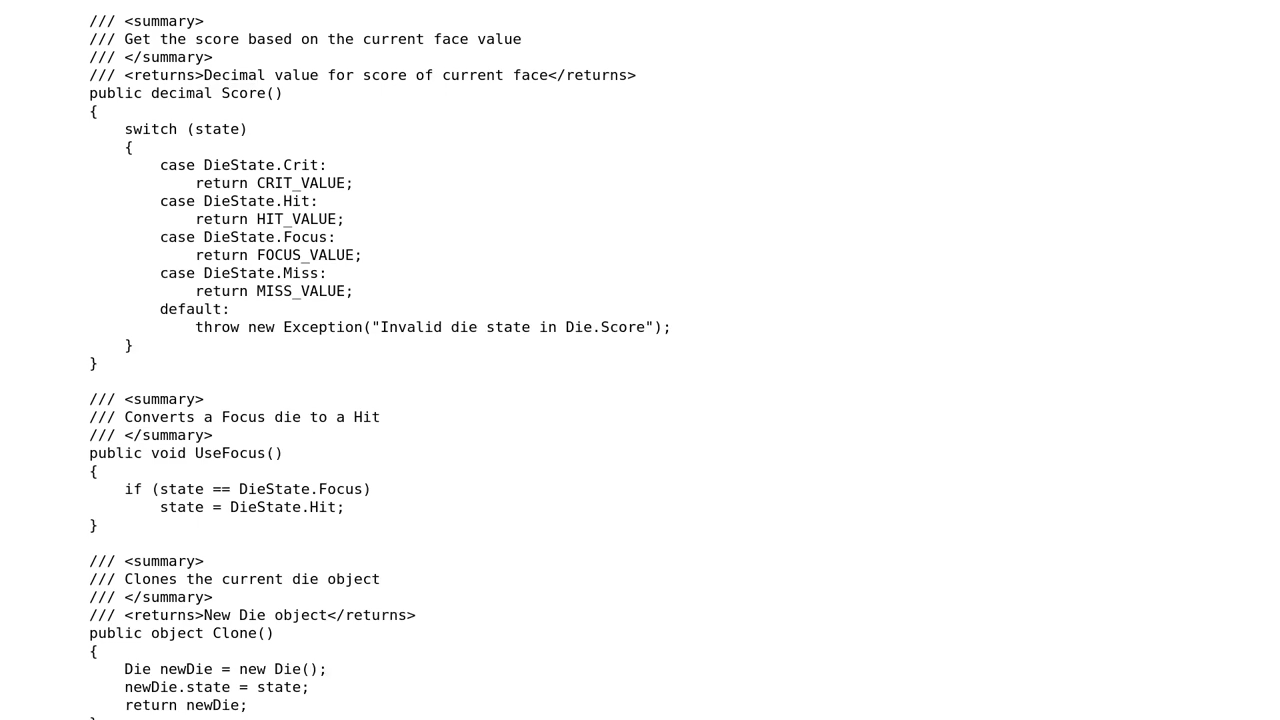 /// <summary>
/// Get the score based on the current face value
/// </summary>
/// <returns>Decimal value for score of current face</returns>
public decimal Score()
{
    switch (state)
    {
        case DieState.Crit:
            return CRIT_VALUE;
        case DieState.Hit:
            return HIT_VALUE;
        case DieState.Focus:
            return FOCUS_VALUE;
        case DieState.Miss:
            return MISS_VALUE;
        default:
            throw new Exception("Invalid die state in Die.Score");
    }
}

/// <summary>
/// Converts a Focus die to a Hit
/// </summary>
public void UseFocus()
{
    if (state == DieState.Focus)
        state = DieState.Hit;
}

/// <summary>
/// Clones the current die object
/// </summary>
/// <returns>New Die object</returns>
public object Clone()
{
    Die newDie = new Die();
    newDie.state = state;
    return newDie;
}